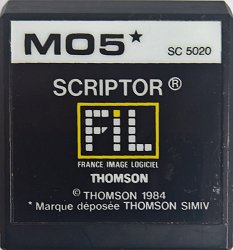 MO5* SC 5020
SCRIPTOR ®
FIL
FRANCE IMAGE LOGICIEL
THOMSON
© THOMSON 1984
* Marque déposée THOMSON SIMIV